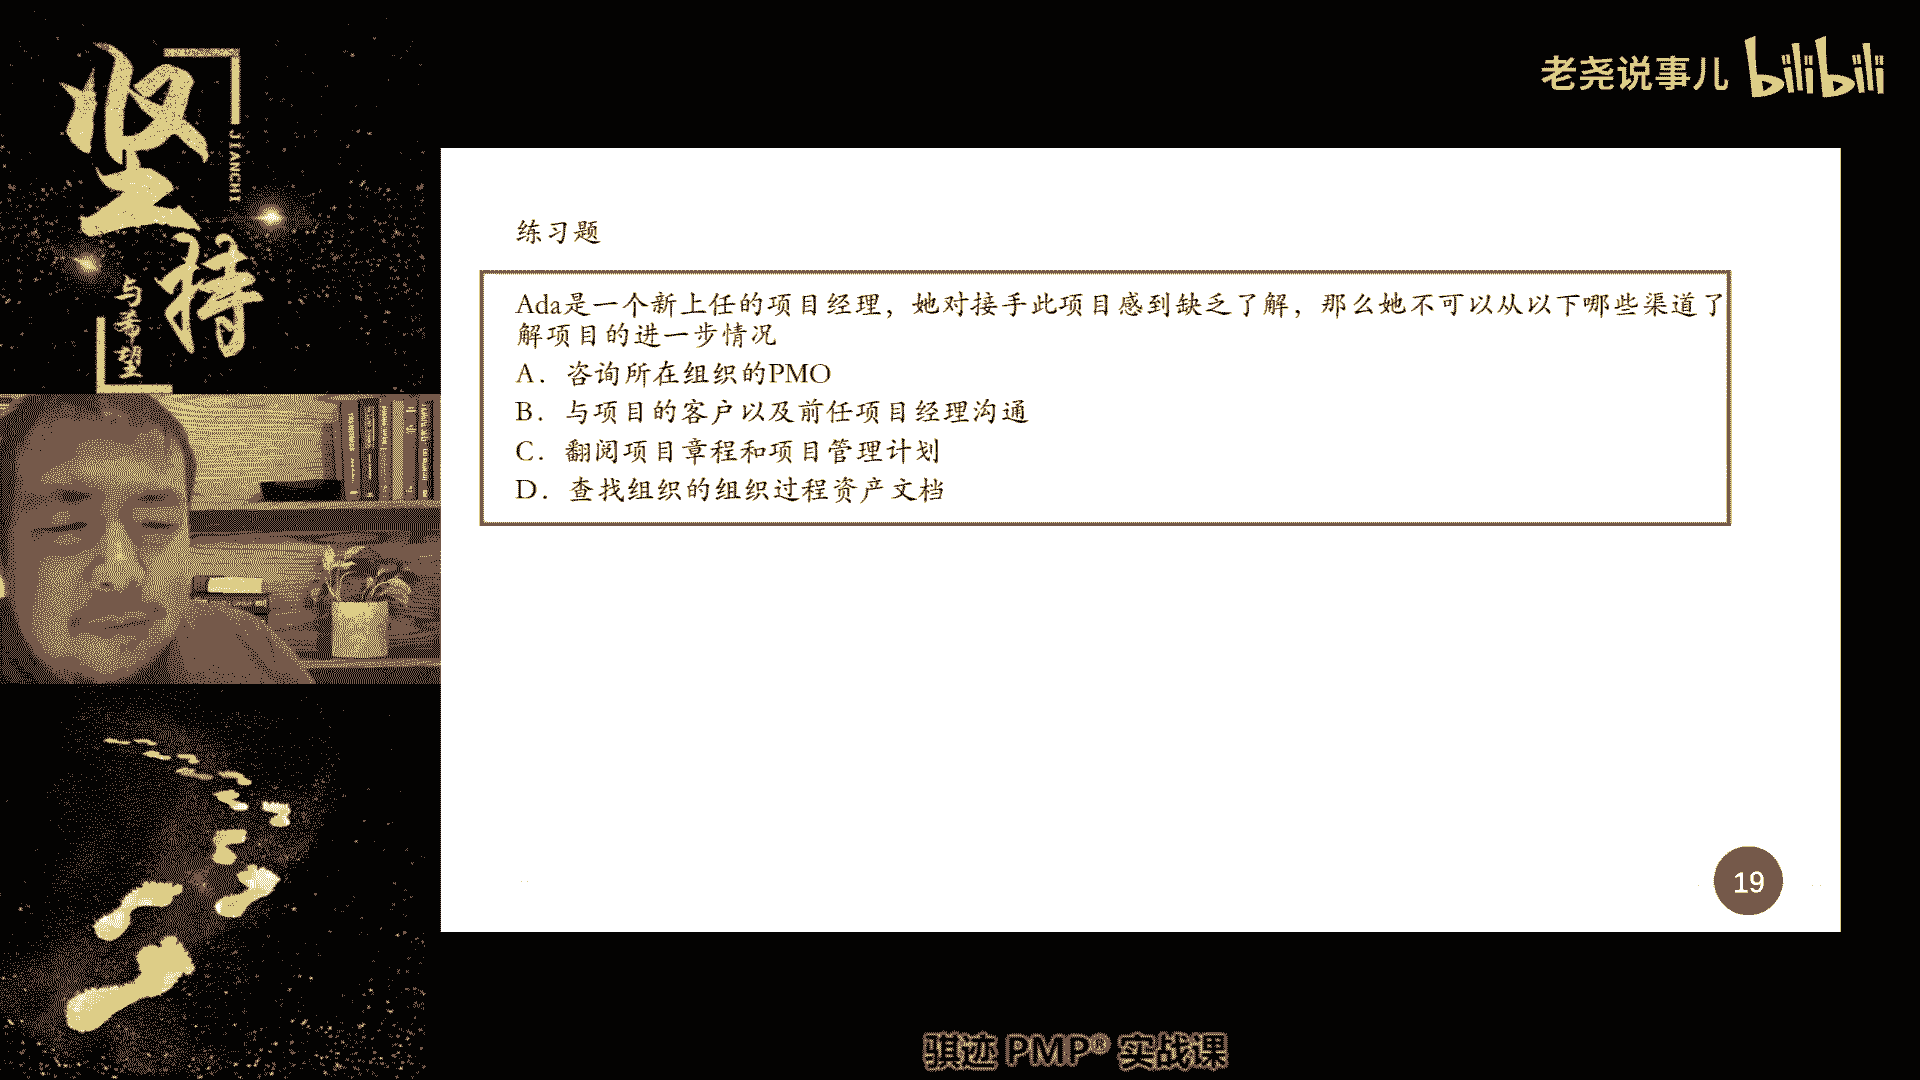 坚持
JIANCHI
与希望
老尧说事儿 bilibili
练习题
Ada是一个新上任的项目经理，她对接手此项目感到缺乏了解，那么她不可以从以下哪些渠道了
解项目的进一步情况
A．咨询所在组织的PMO
B．与项目的客户以及前任项目经理沟通
C．翻阅项目章程和项目管理计划
D．查找组织的组织过程资产文档
19
骐迹 PMP® 实战课